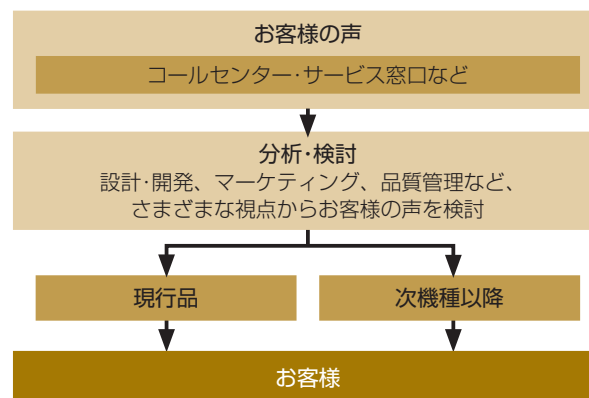 お客様の声
コールセンター・サービス窓口など
分析・検討
設計・開発、マーケティング、品質管理など、
さまざまな視点からお客様の声を検討
現行品
次機種以降
お客様